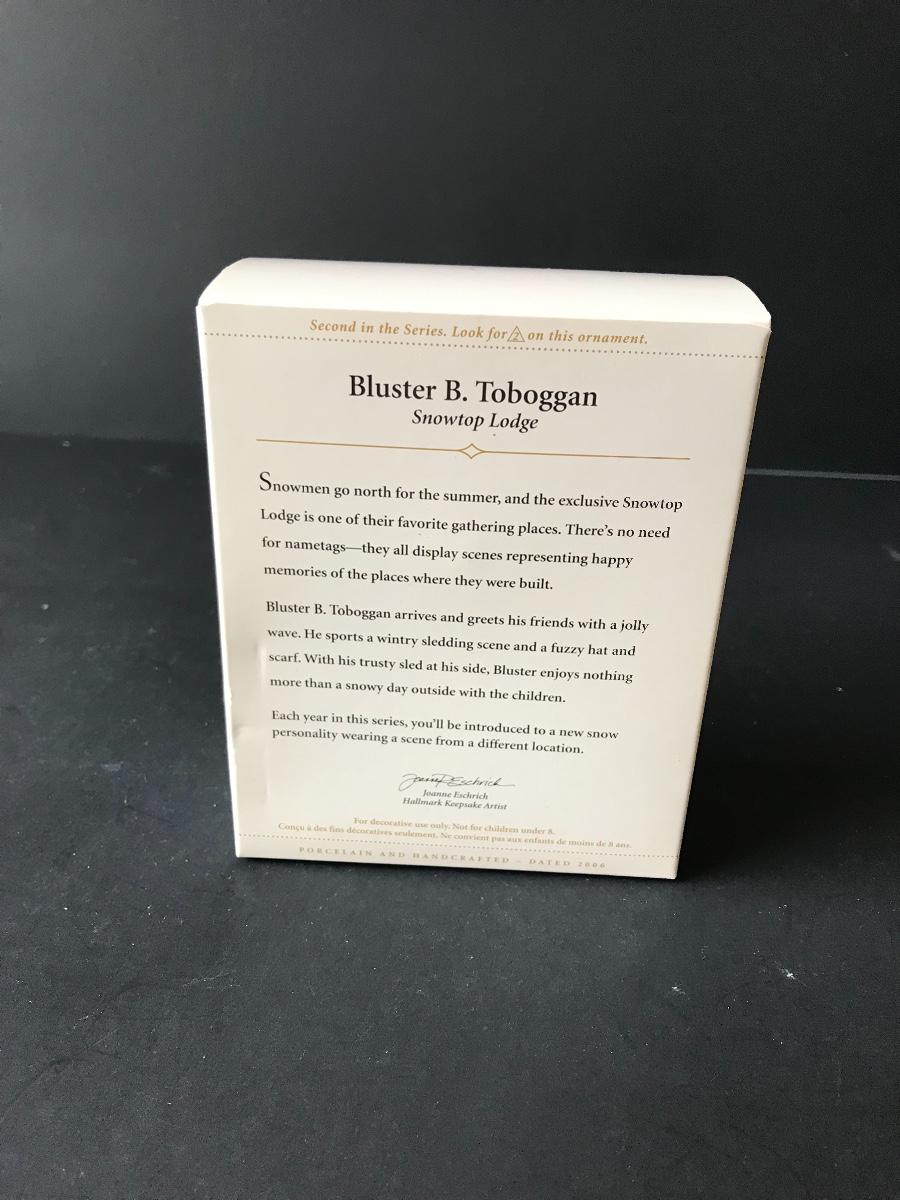 Second in the Series. Look for 2 on this ornament.
Bluster B. Toboggan
Snowtop Lodge
Snowmen go north for the summer, and the exclusive Snowtop
Lodge is one of their favorite gathering places. There's no need
for nametags—they all display scenes representing happy
memories of the places where they were built.
Bluster B. Toboggan arrives and greets his friends with a jolly
wave. He sports a wintry sledding scene and a fuzzy hat and
scarf. With his trusty sled at his side, Bluster enjoys nothing
more than a snowy day outside with the children.
Each year in this series, you'll be introduced to a new snow
personality wearing a scene from a different location.
Joanne Eschrich
Joanne Eschrich
Hallmark Keepsake Artist
For decorative use only. Not for children under 8.
Conçu à des fins décoratives seulement. Ne convient pas aux enfants de moins de 8 ans.
PORCELAIN AND HANDCRAFTED – DATED 2006